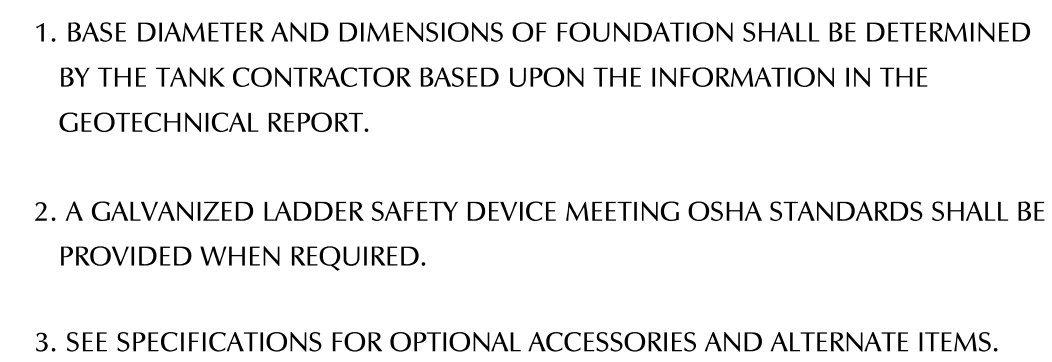 1. BASE DIAMETER AND DIMENSIONS OF FOUNDATION SHALL BE DETERMINED
BY THE TANK CONTRACTOR BASED UPON THE INFORMATION IN THE
GEOTECHNICAL REPORT.
2. A GALVANIZED LADDER SAFETY DEVICE MEETING OSHA STANDARDS SHALL BE
PROVIDED WHEN REQUIRED.
3. SEE SPECIFICATIONS FOR OPTIONAL ACCESSORIES AND ALTERNATE ITEMS.